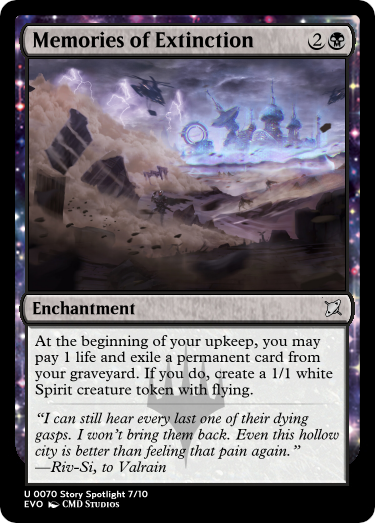 Memories of Extinction 2
Enchantment
At the beginning of your upkeep, you may
pay 1 life and exile a permanent card from
your graveyard. If you do, create a 1/1 white
Spirit creature token with flying.
“I can still hear every last one of their dying
gasps. I won’t bring them back. Even this hollow
city is better than feeling that pain again.”
—Riv-Si, to Valrain
U 0070 Story Spotlight 7/10
EVO CMD Studios